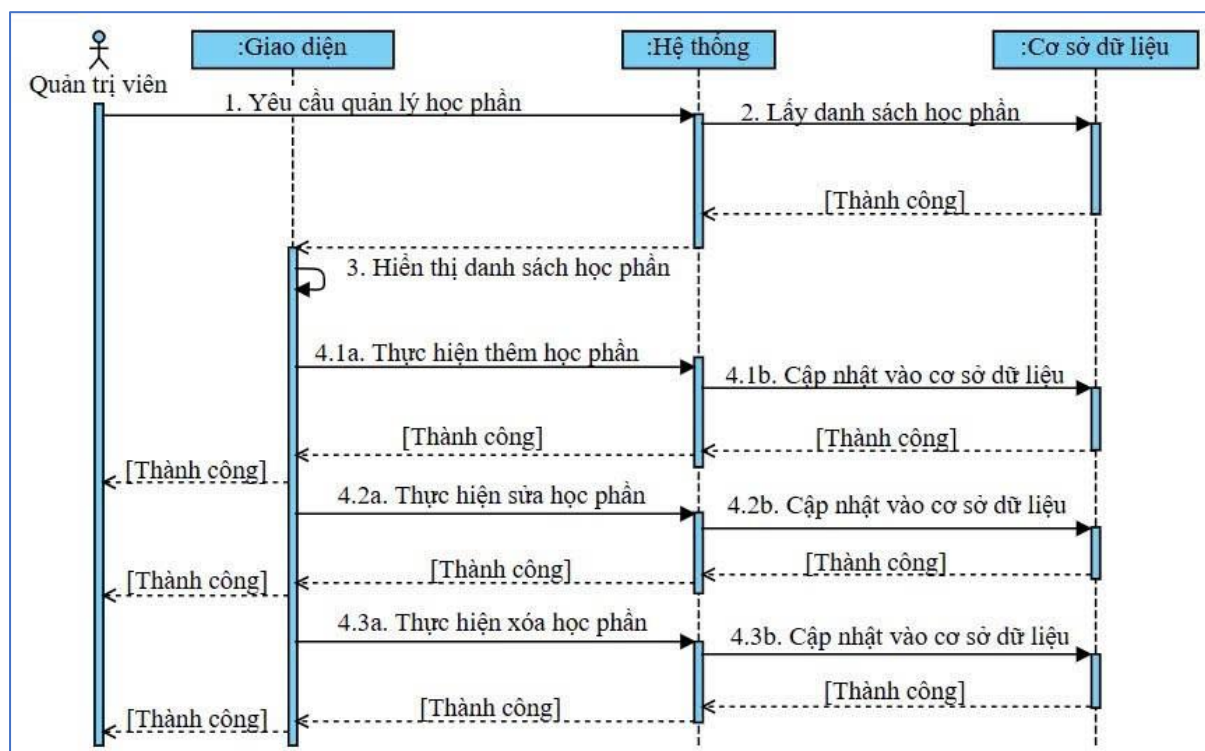 :Giao diện
:Hệ thống
:Cơ sở dữ liệu
Quản trị viên
1. Yêu cầu quản lý học phần
2. Lấy danh sách học phần
[Thành công]
3. Hiển thị danh sách học phần
4.1a. Thực hiện thêm học phần
4.1b. Cập nhật vào cơ sở dữ liệu
[Thành công]
[Thành công]
[Thành công]
4.2a. Thực hiện sửa học phần
4.2b. Cập nhật vào cơ sở dữ liệu
[Thành công]
[Thành công]
[Thành công]
4.3a. Thực hiện xóa học phần
4.3b. Cập nhật vào cơ sở dữ liệu
[Thành công]
[Thành công]
[Thành công]